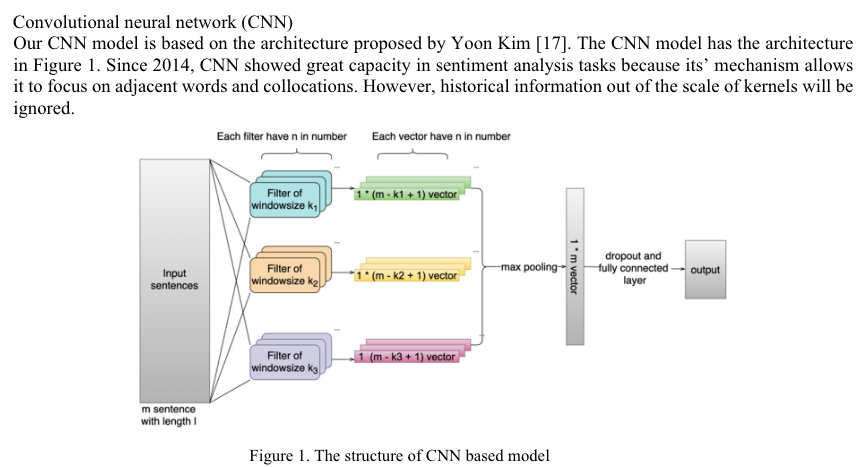 Convolutional neural network (CNN)
Our CNN model is based on the architecture proposed by Yoon Kim [17]. The CNN model has the architecture
in Figure 1. Since 2014, CNN showed great capacity in sentiment analysis tasks because its’ mechanism allows
it to focus on adjacent words and collocations. However, historical information out of the scale of kernels will be
ignored.
Each filter have n in number
Each vector have n in number
...
...
Filter of
windowsize k1
1 * (m - k1 + 1) vector
...
...
Filter of
windowsize k2
1 * (m - k2 + 1) vector
...
...
Filter of
windowsize k3
1 (m - k3 + 1) vector
Input
sentences
max pooling
1 * m vector
dropout and
fully connected
layer
output
m sentence
with length l
Figure 1. The structure of CNN based model